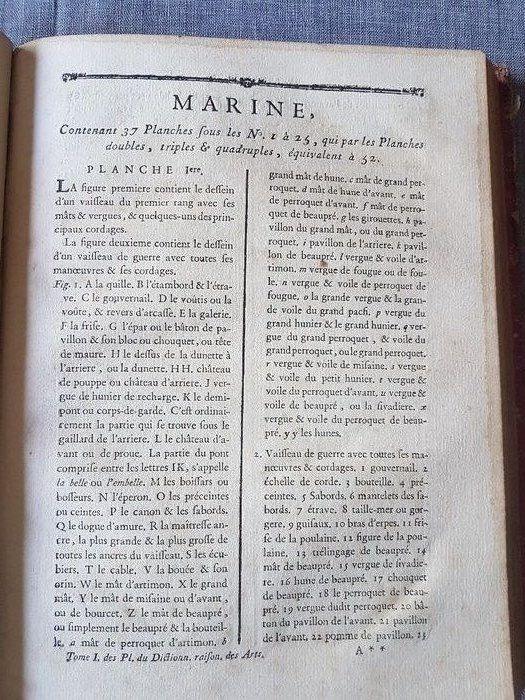 MARINE,
Contenant 37 Planches ſous les Nº. 1 à 25, qui par les Planches
doubles, triples & quadruples, équivalent à 52.
PLANCHE Iere.
LA figure premiere contient le deſſein
d'un vaiſſeau du premier rang avec ſes
mâts & vergues, & quelques-uns des prin-
cipaux cordages.
La figure deuxieme contient le deſſein
d'un vaiſſeau de guerre avec toutes ſes
manœuvres & ſes cordages.
Fig. 1. A la quille. B l'étambord & l'étra-
ve. C le gouvernail. D le voûtis ou la
voûte, & revers d'arcaſſe. E la galerie.
F la friſe. G l'épar ou le bâton de pa-
villon & ſon bloc ou chouquet, ou tête
de maure. H le deſſus de la dunette à
l'arriere, ou la dunette. HH, château
de pouppe ou château d'arriere. J ver-
gue de hunier de recharge. K le demi-
pont ou corps-de-garde. C'eſt ordinai-
rement la partie qui ſe trouve ſous le
gaillard de l'arriere. L le château d'a-
vant ou de proue. La partie du pont
compriſe entre les lettres IK, s'appelle
la belle ou l'embelle. M les boiſſars ou
boſſeurs. N l'éperon. O les préceintes
ou ceintes. P le canon & les ſabords.
Q le dogue d'amure. R la maîtreſſe an-
cre, la plus grande & la plus groſſe de
toutes les ancres du vaiſſeau. S les écu-
biers. T le cable. V la bouée & ſon
orin. W le mât d'artimon. X le grand
mât. Y le mât de miſaine ou d'avant,
ou de bourcet. Z le mât de beaupré,
ou ſimplement le beaupré & la bouteil-
le. a mât de perroquet d'artimon. b
grand mât de hune. c mât de grand per-
roquet. d mât de hune d'avant. e mât
de perroquet d'avant. f mât de perro-
quet de beaupré. g les girouettes. h pa-
villon du grand mât, ou du grand per-
roquet. i pavillon de l'arriere. k pavil-
lon de beaupré. l vergue & voile d'ar-
timon. m vergue de fougue ou de fou-
le. n vergue & voile de perroquet de
fougue. o la grande vergue & la gran-
de voile du grand pacfi. p vergue du
grand hunier & le grand hunier. q ver-
gue du grand perroquet, & voile du
grand perroquet, ou le grand perroquet.
r vergue & voile de miſaine. s vergue
& voile du petit hunier. t vergue &
voile du perroquet d'avant. u vergue &
voile de beaupré, ou la ſivadiere. x
vergue & voile du perroquet de beau-
pré. y y les hunes.
2. Vaiſſeau de guerre avec toutes ſes ma-
nœuvres & cordages. 1 gouvernail. 2
échelle de corde. 3 bouteille. 4 pré-
ceintes. 5 Sabords. 6 mantelets des ſa-
bords. 7 étrave. 8 taille-mer ou gor-
gere. 9 guiſaux. 10 bras d'erpes. 11 fri-
ſe de la poulaine. 12 figure de la pou-
laine. 13 trélingage de beaupré. 14
mât de beaupré. 15 vergue de ſivadie-
re. 16 hune de beaupré. 17 chouquet
de beaupré. 18 le perroquet de beau-
pré. 19 vergue dudit perroquet. 20 bâ-
ton du pavillon de l'avant. 21 pavillon
de l'avant. 22 pomme de pavillon. 23
Tome I. des Pl. du Dictionn. raiſon. des Arts.
A * *